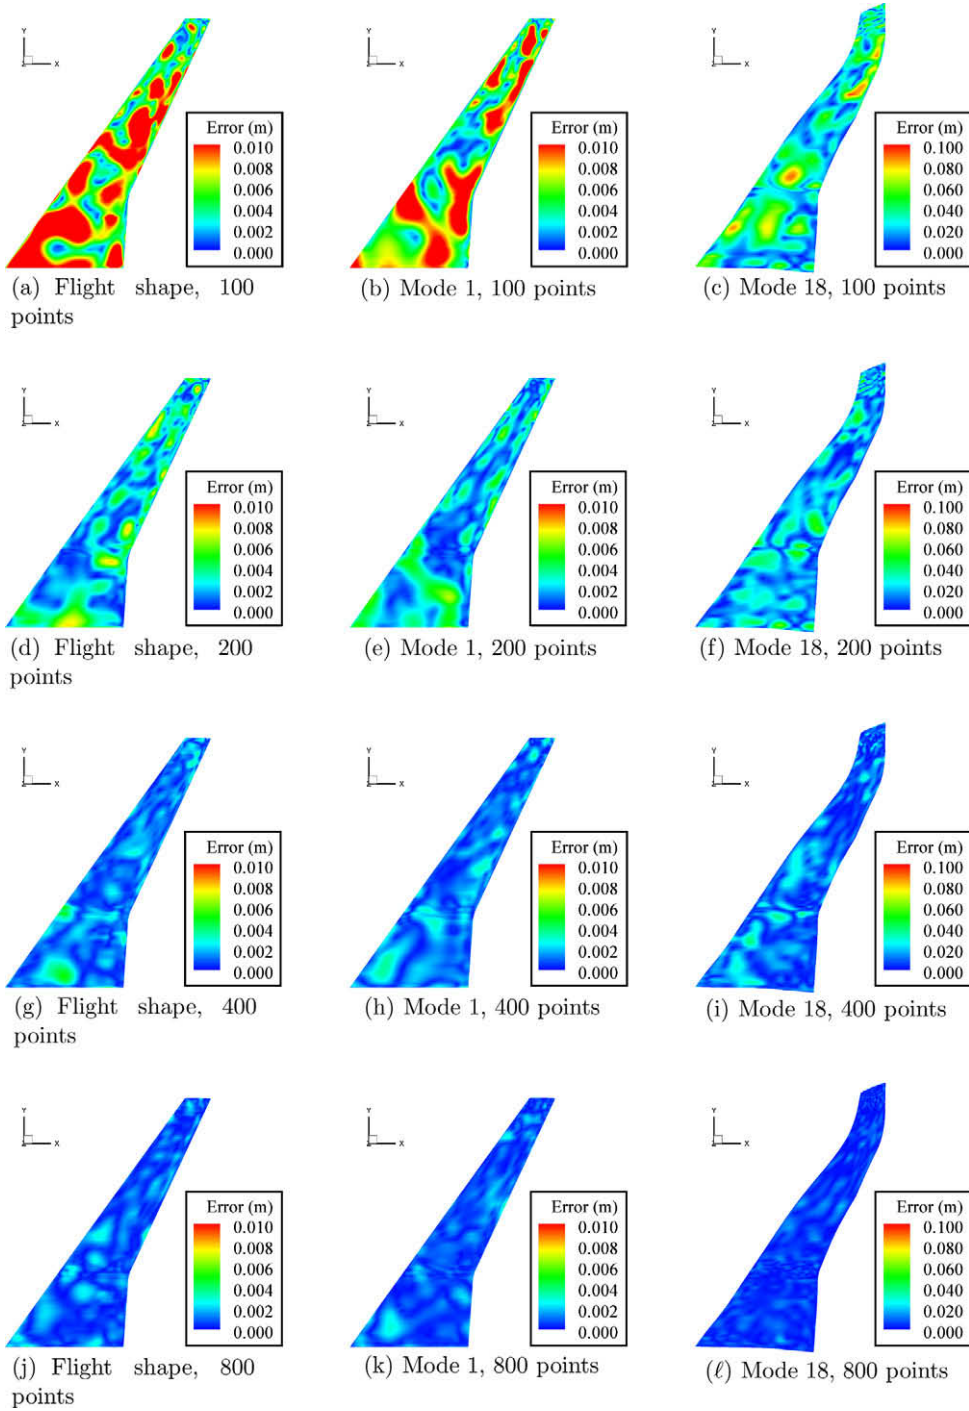 Y
Z X
Error (m)
0.010
0.008
0.006
0.004
0.002
0.000
(a) Flight shape, 100
points
Y
Z X
Error (m)
0.010
0.008
0.006
0.004
0.002
0.000
(b) Mode 1, 100 points
Y
Z X
Error (m)
0.100
0.080
0.060
0.040
0.020
0.000
(c) Mode 18, 100 points
Y
Z X
Error (m)
0.010
0.008
0.006
0.004
0.002
0.000
(d) Flight shape, 200
points
Y
Z X
Error (m)
0.010
0.008
0.006
0.004
0.002
0.000
(e) Mode 1, 200 points
Y
Z X
Error (m)
0.100
0.080
0.060
0.040
0.020
0.000
(f) Mode 18, 200 points
Y
Z X
Error (m)
0.010
0.008
0.006
0.004
0.002
0.000
(g) Flight shape, 400
points
Y
Z X
Error (m)
0.010
0.008
0.006
0.004
0.002
0.000
(h) Mode 1, 400 points
Y
Z X
Error (m)
0.100
0.080
0.060
0.040
0.020
0.000
(i) Mode 18, 400 points
Y
Z X
Error (m)
0.010
0.008
0.006
0.004
0.002
0.000
(j) Flight shape, 800
points
Y
Z X
Error (m)
0.010
0.008
0.006
0.004
0.002
0.000
(k) Mode 1, 800 points
Y
Z X
Error (m)
0.100
0.080
0.060
0.040
0.020
0.000
(ℓ) Mode 18, 800 points